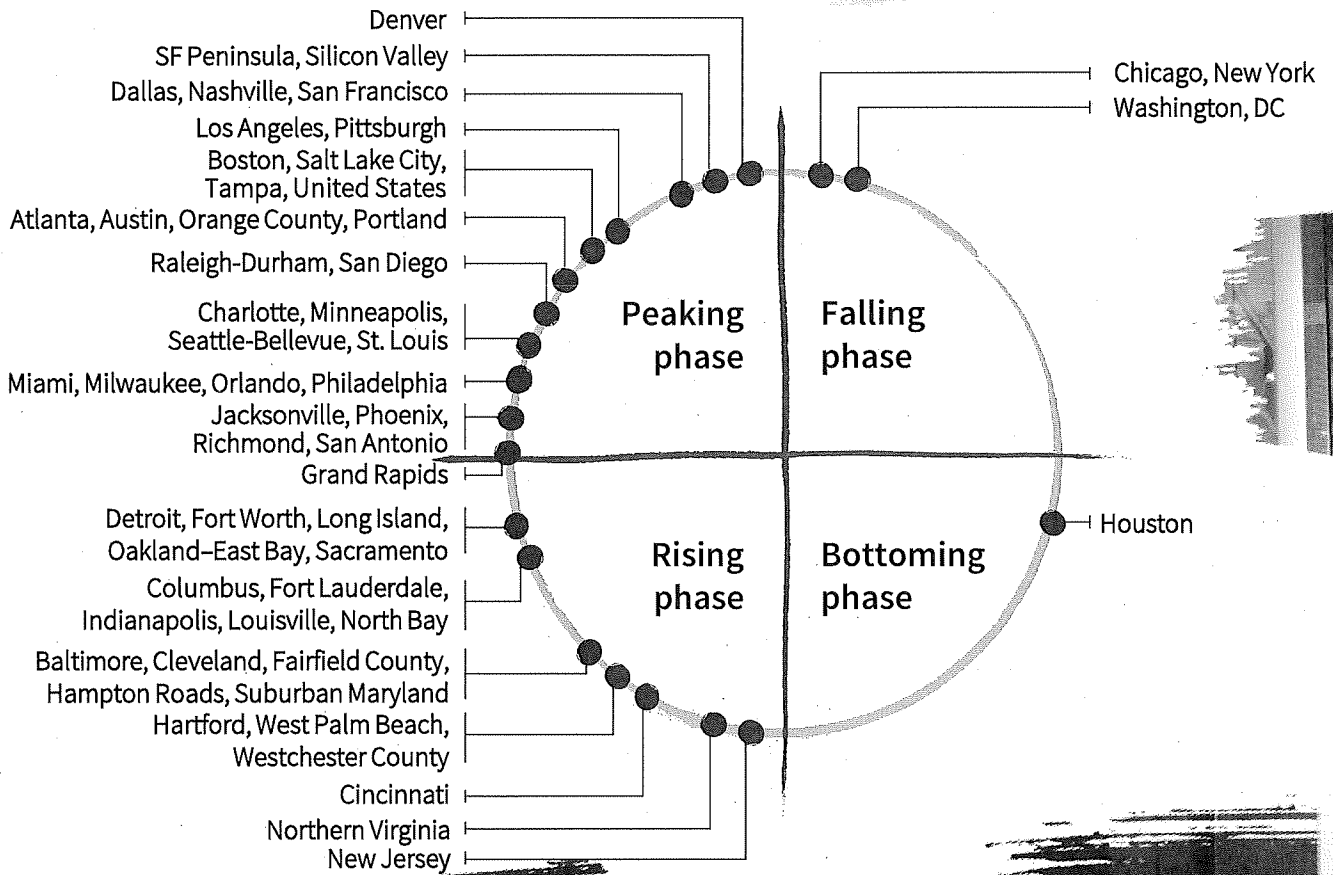 Denver
SF Peninsula, Silicon Valley
Dallas, Nashville, San Francisco
Los Angeles, Pittsburgh
Boston, Salt Lake City,
Tampa, United States
Atlanta, Austin, Orange County, Portland
Raleigh-Durham, San Diego
Charlotte, Minneapolis,
Seattle-Bellevue, St. Louis
Miami, Milwaukee, Orlando, Philadelphia
Jacksonville, Phoenix,
Richmond, San Antonio
Grand Rapids
Detroit, Fort Worth, Long Island,
Oakland–East Bay, Sacramento
Columbus, Fort Lauderdale,
Indianapolis, Louisville, North Bay
Baltimore, Cleveland, Fairfield County,
Hampton Roads, Suburban Maryland
Hartford, West Palm Beach,
Westchester County
Cincinnati
Northern Virginia
New Jersey
Chicago, New York
Washington, DC
Peaking
phase
Falling
phase
Rising
phase
Bottoming
phase
Houston